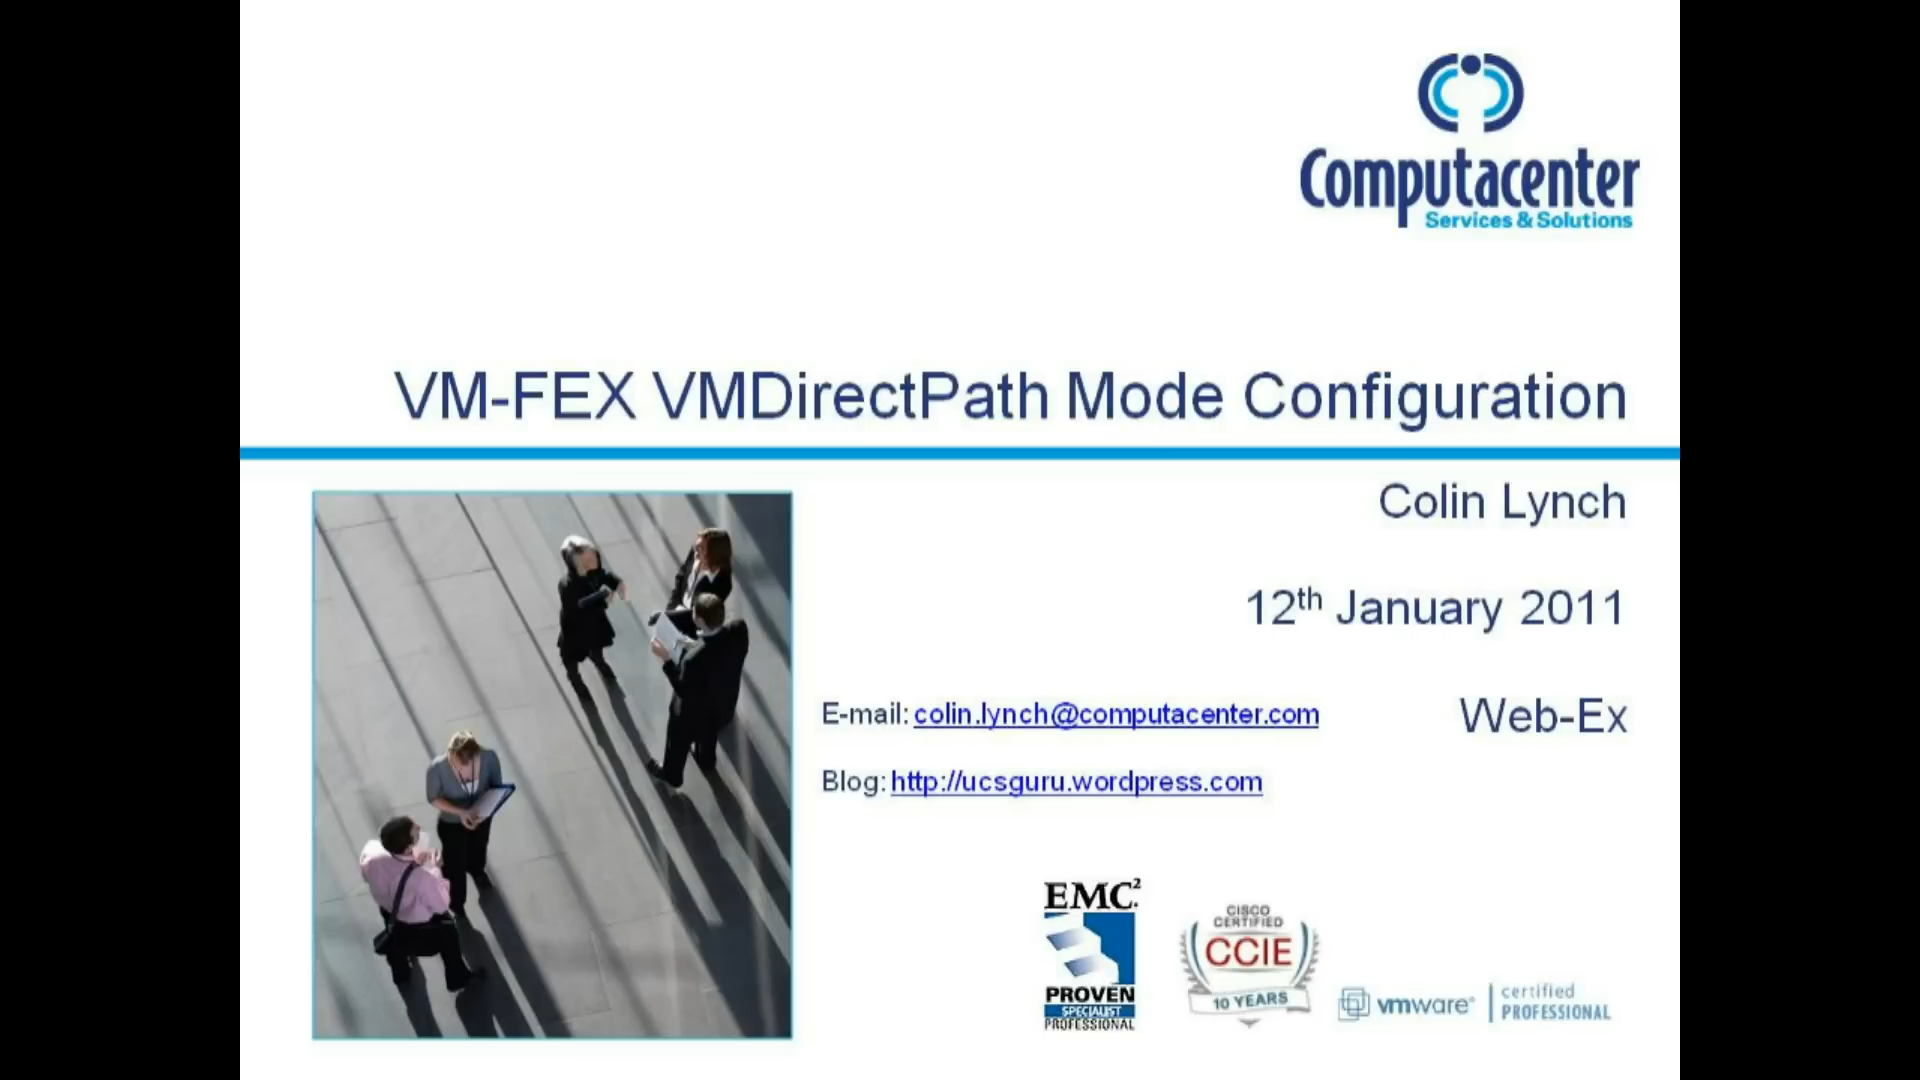 Computacenter
Services & Solutions
VM-FEX VMDirectPath Mode Configuration
Colin Lynch
12th January 2011
E-mail: colin.lynch@computacenter.com
Web-Ex
Blog: http://ucsguru.wordpress.com
EMC²
PROVEN
SPECIALIST
PROFESSIONAL
CISCO
CERTIFIED
CCIE
10 YEARS
vmware®
certified
PROFESSIONAL